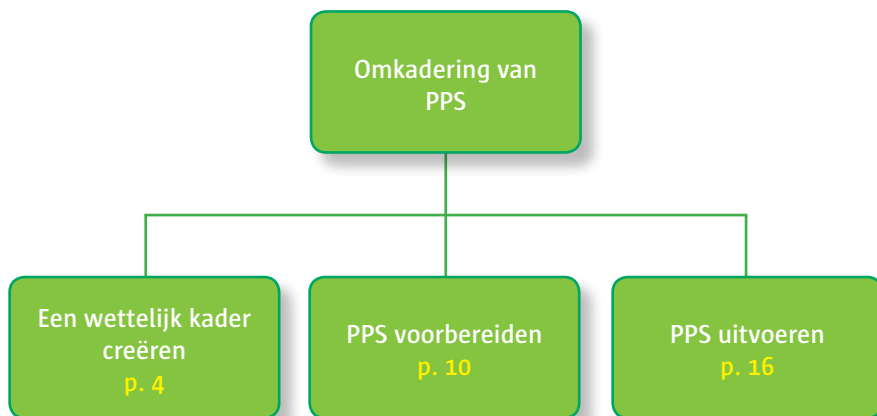 Omkadering van
PPS
Een wettelijk kader
creëren
p. 4
PPS voorbereiden
p. 10
PPS uitvoeren
p. 16